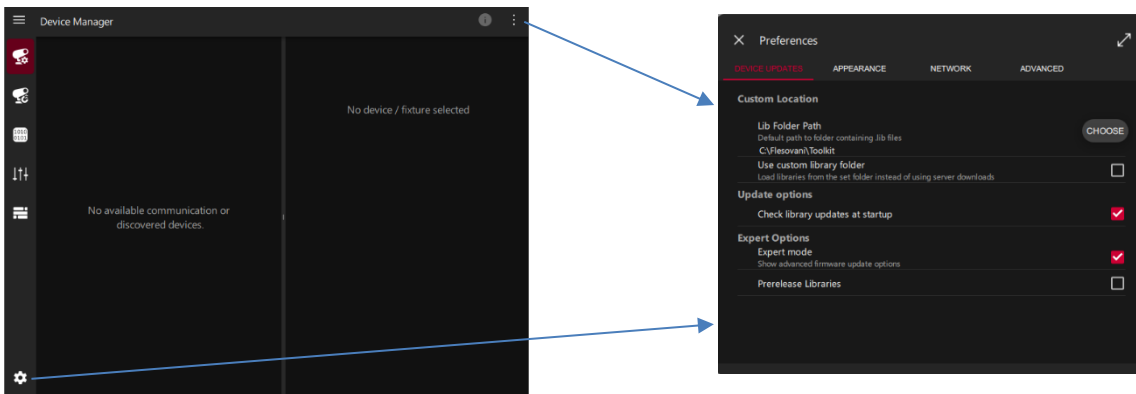 Device Manager
No device / fixture selected
No available communication or
discovered devices.
Preferences
DEVICE UPDATES APPEARANCE NETWORK ADVANCED
Custom Location
Lib Folder Path
Default path to folder containing .lib files
C:\Flesovani\Toolkit
CHOOSE
Use custom library folder
Load libraries from the set folder instead of using server downloads
Update options
Check library updates at startup
Expert Options
Expert mode
Show advanced firmware update options
Prerelease Libraries